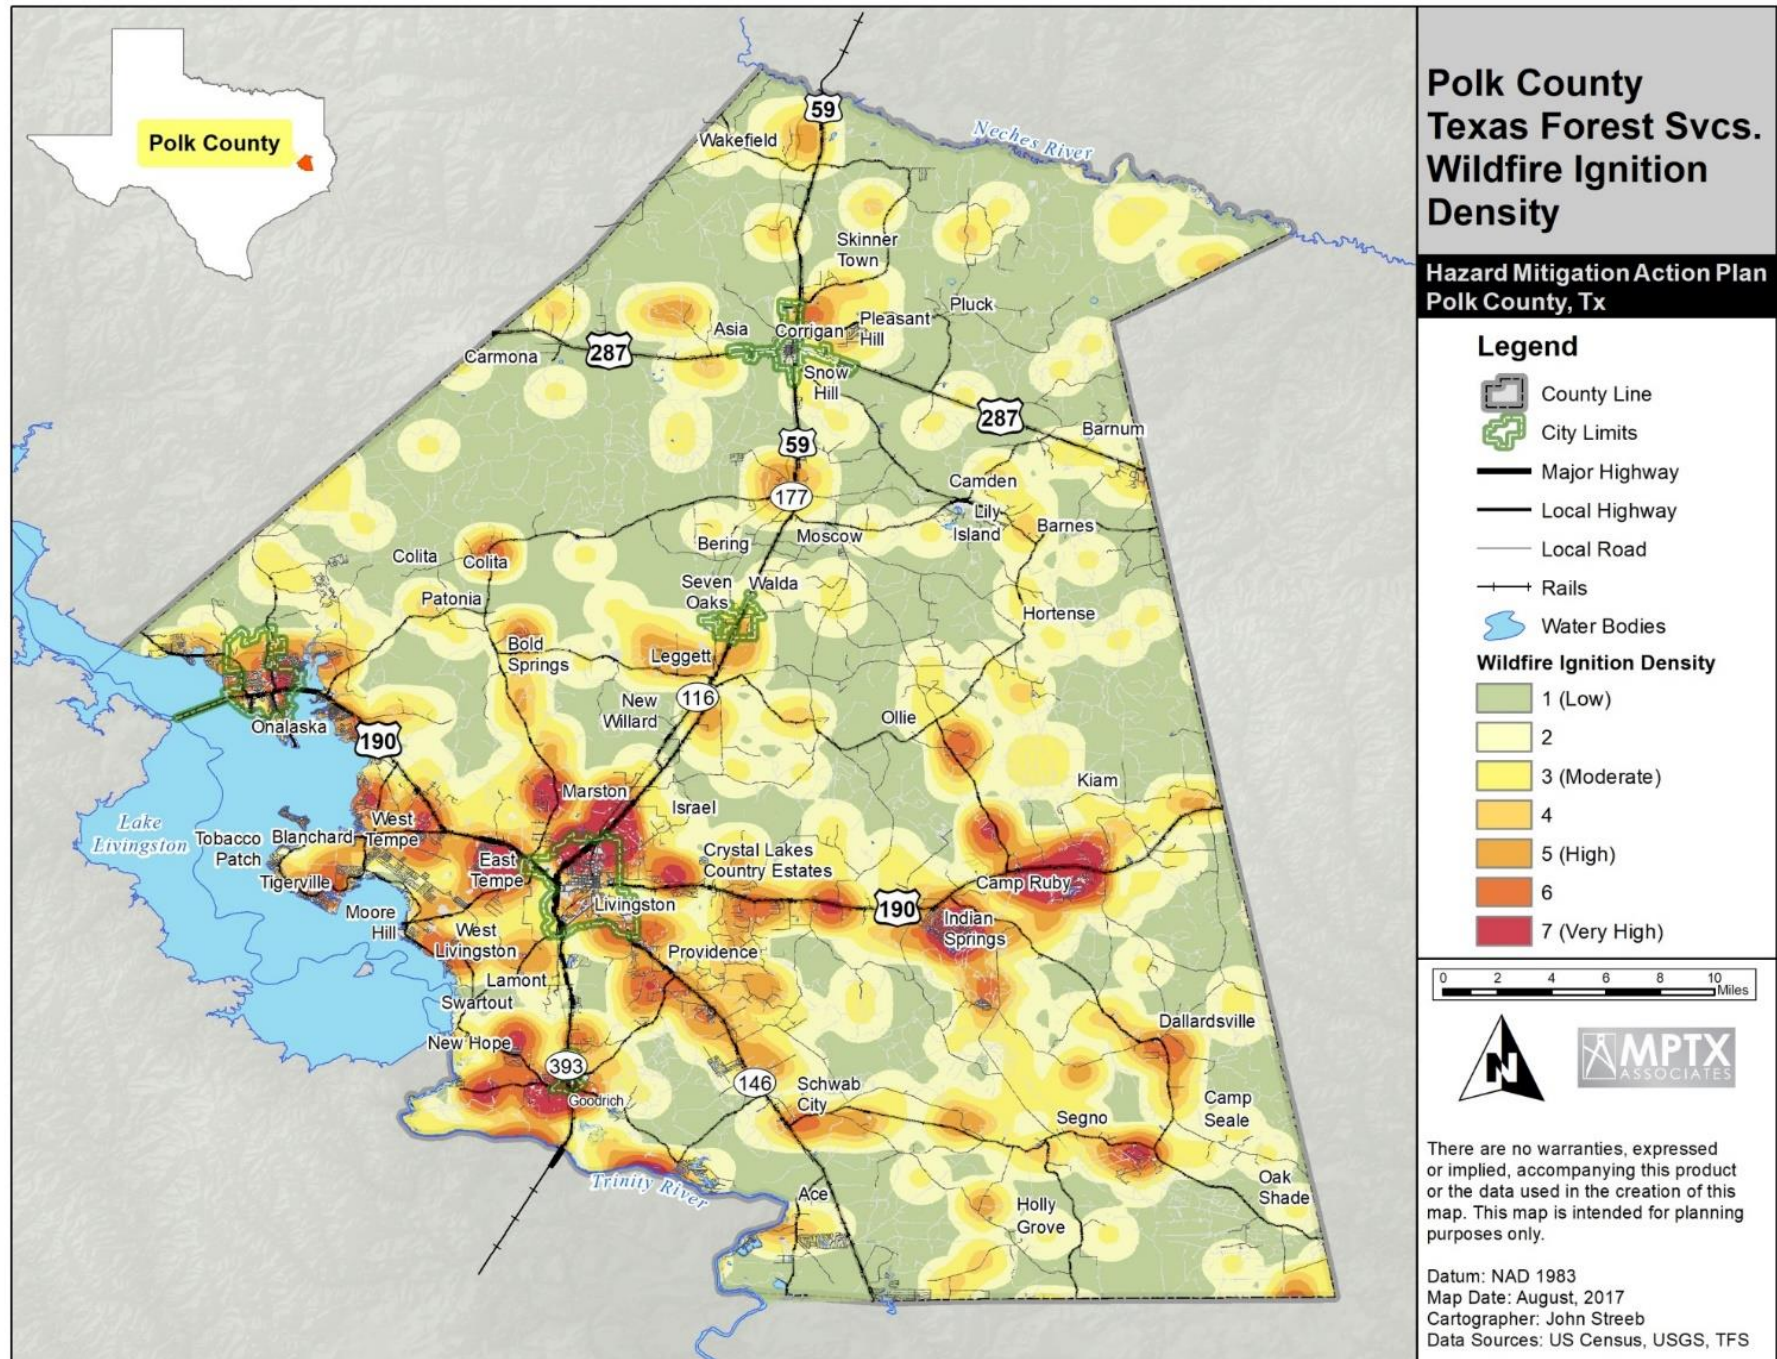 Polk County
Polk County
Texas Forest Svcs.
Wildfire Ignition
Density
Hazard Mitigation Action Plan
Polk County, Tx
Legend
County Line
City Limits
Major Highway
Local Highway
Local Road
Rails
Water Bodies
Wildfire Ignition Density
1 (Low)
2
3 (Moderate)
4
5 (High)
6
7 (Very High)
0 2 4 6 8 10
Miles
N
MPTX
ASSOCIATES
There are no warranties, expressed
or implied, accompanying this product
or the data used in the creation of this
map. This map is intended for planning
purposes only.
Datum: NAD 1983
Map Date: August, 2017
Cartographer: John Streeb
Data Sources: US Census, USGS, TFS
59
Wakefield
Neches River
Skinner
Town
Pluck
Pleasant
Hill
Asia
Corrigan
287
Carmona
Snow
Hill
287
Barnum
59
Camden
177
Lily
Island
Barnes
Moscow
Bering
Colita
Colita
Seven
Oaks
Walda
Patonia
Hortense
Bold
Springs
Leggett
New
Willard
116
Ollie
Onalaska
190
Kiam
Marston
Israel
Lake
Livingston
West
Tempe
Tobacco
Patch
Blanchard
East
Tempe
Crystal Lakes
Country Estates
Tigerville
Camp Ruby
Livingston
190
Moore
Hill
Indian
Springs
West
Livingston
Providence
Lamont
Swartout
Dallardsville
New Hope
393
146
Schwab
City
Goodrich
Segno
Camp
Seale
Trinity River
Ace
Oak
Shade
Holly
Grove